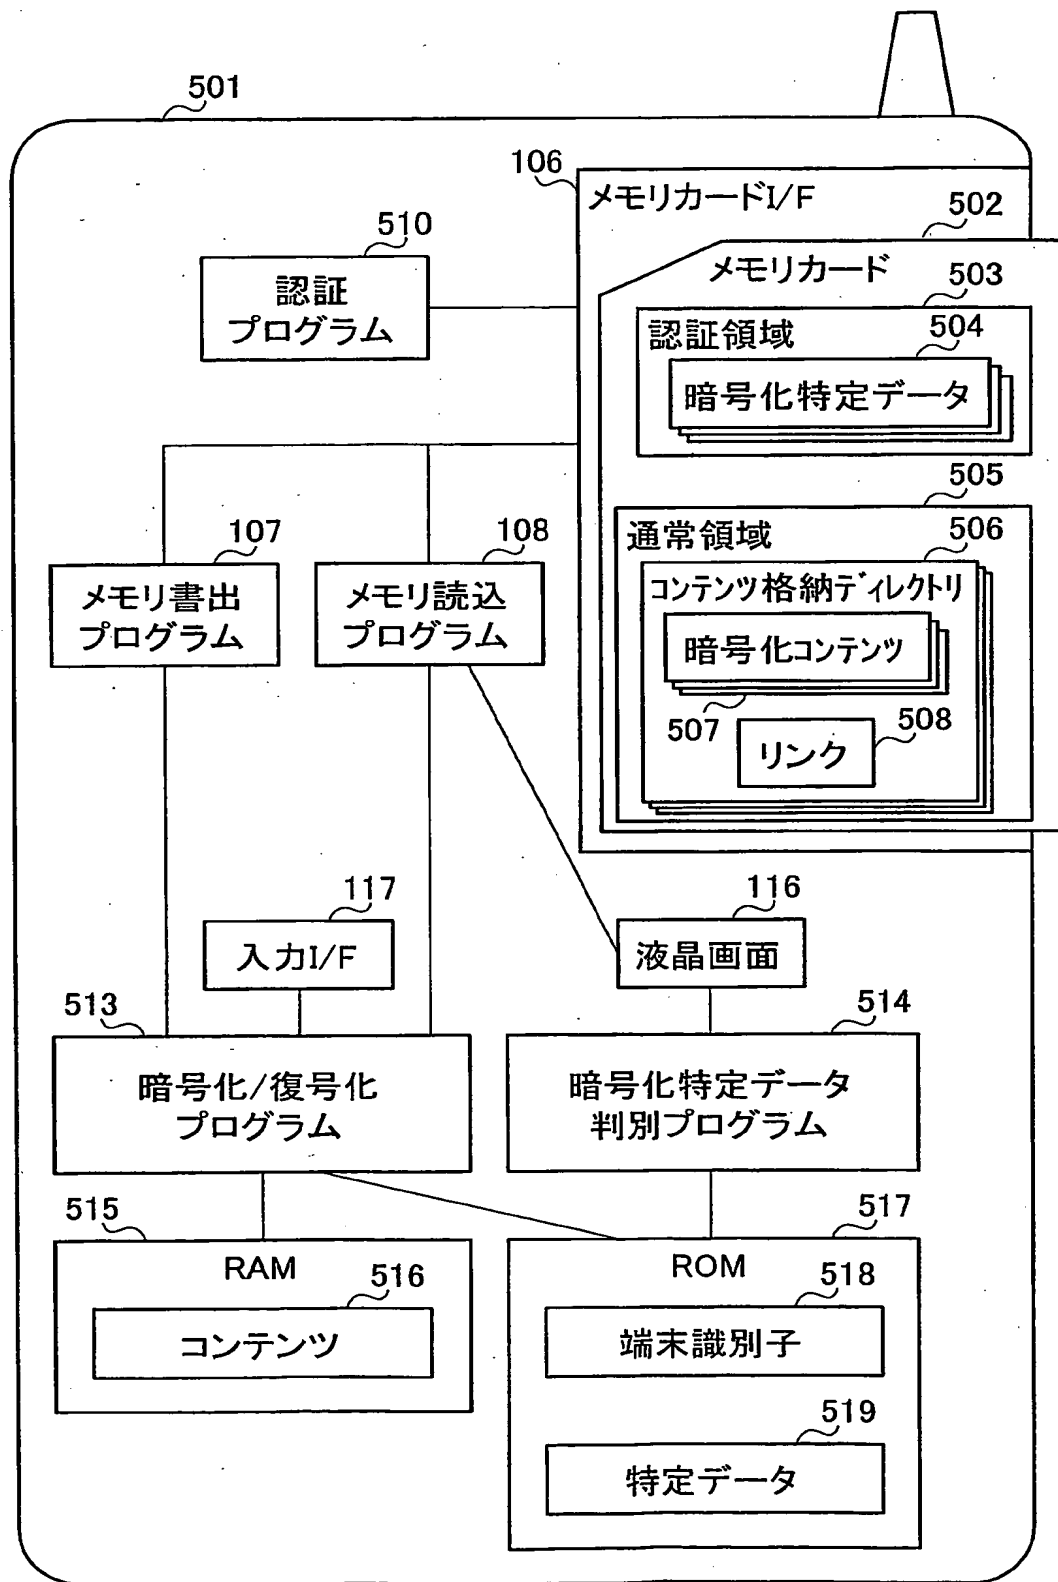 501
106
メモリカードI/F
502
メモリカード
510
認証
プログラム
503
認証領域
504
暗号化特定データ
505
通常領域
506
コンテンツ格納ディレクトリ
暗号化コンテンツ
507
508
リンク
107
メモリ書出
プログラム
108
メモリ読込
プログラム
117
入力I/F
116
液晶画面
513
暗号化/復号化
プログラム
514
暗号化特定データ
判別プログラム
515
RAM
516
コンテンツ
517
ROM
518
端末識別子
519
特定データ